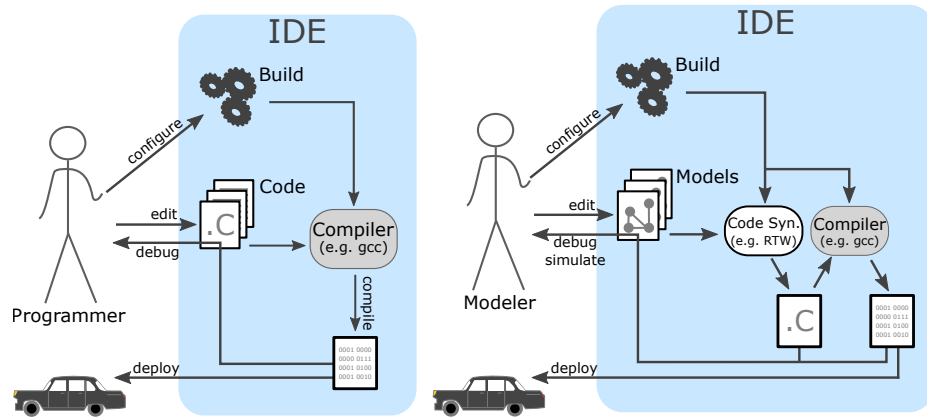 IDE
Build
configure
Code
edit
.C
Compiler
(e.g. gcc)
debug
compile
Programmer
0001 0000
0000 0111
0001 0100
0001 0010
deploy
IDE
Build
configure
Models
edit
Code Syn.
(e.g. RTW)
Compiler
(e.g. gcc)
debug
simulate
Modeler
.C
0001 0000
0000 0111
0001 0100
0001 0010
deploy